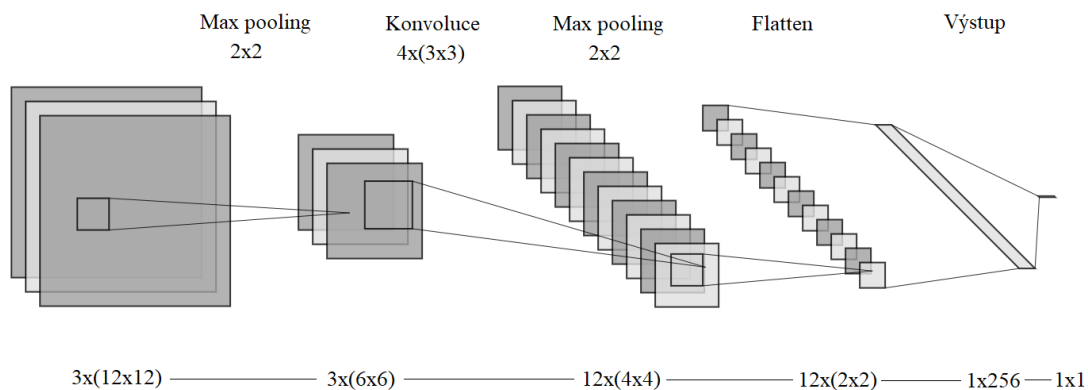 Max pooling
2x2
Konvoluce
4x(3x3)
Max pooling
2x2
Flatten
Výstup
3x(12x12)
3x(6x6)
12x(4x4)
12x(2x2)
1x256
1x1